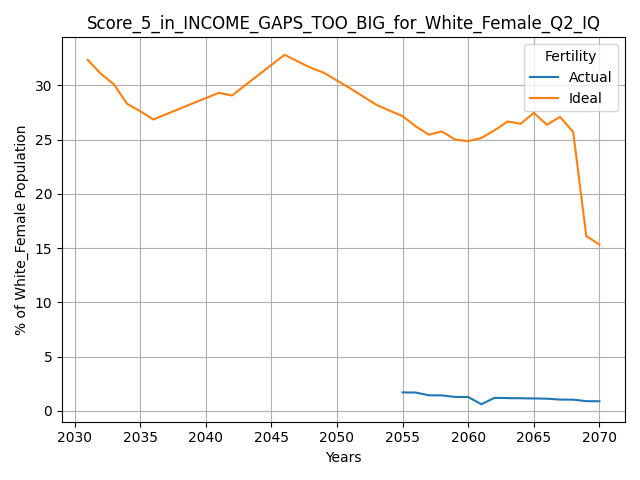 Score_5_in_INCOME_GAPS_TOO_BIG_for_White_Female_Q2_IQ
Fertility
Actual
Ideal
% of White_Female Population
30
25
20
15
10
5
0
2030 2035 2040 2045 2050 2055 2060 2065 2070
Years